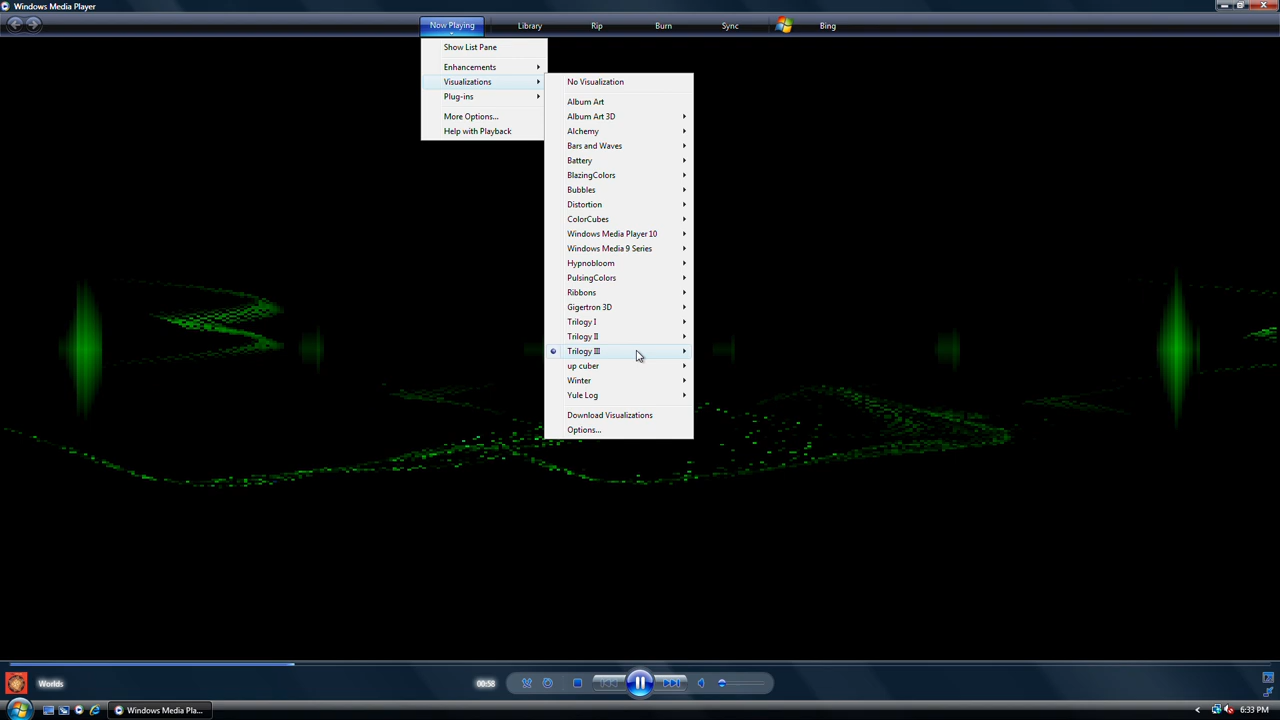 Windows Media Player
Now Playing
Library
Rip
Burn
Sync
Bing
Show List Pane
Enhancements
Visualizations
Plug-ins
More Options...
Help with Playback
No Visualization
Album Art
Album Art 3D
Alchemy
Bars and Waves
Battery
BlazingColors
Bubbles
Distortion
ColorCubes
Windows Media Player 10
Windows Media 9 Series
Hypnobloom
PulsingColors
Ribbons
Gigertron 3D
Trilogy I
Trilogy II
Trilogy III
up cuber
Winter
Yule Log
Download Visualizations
Options...
Worlds
00:58
Windows Media Pla...
6:33 PM